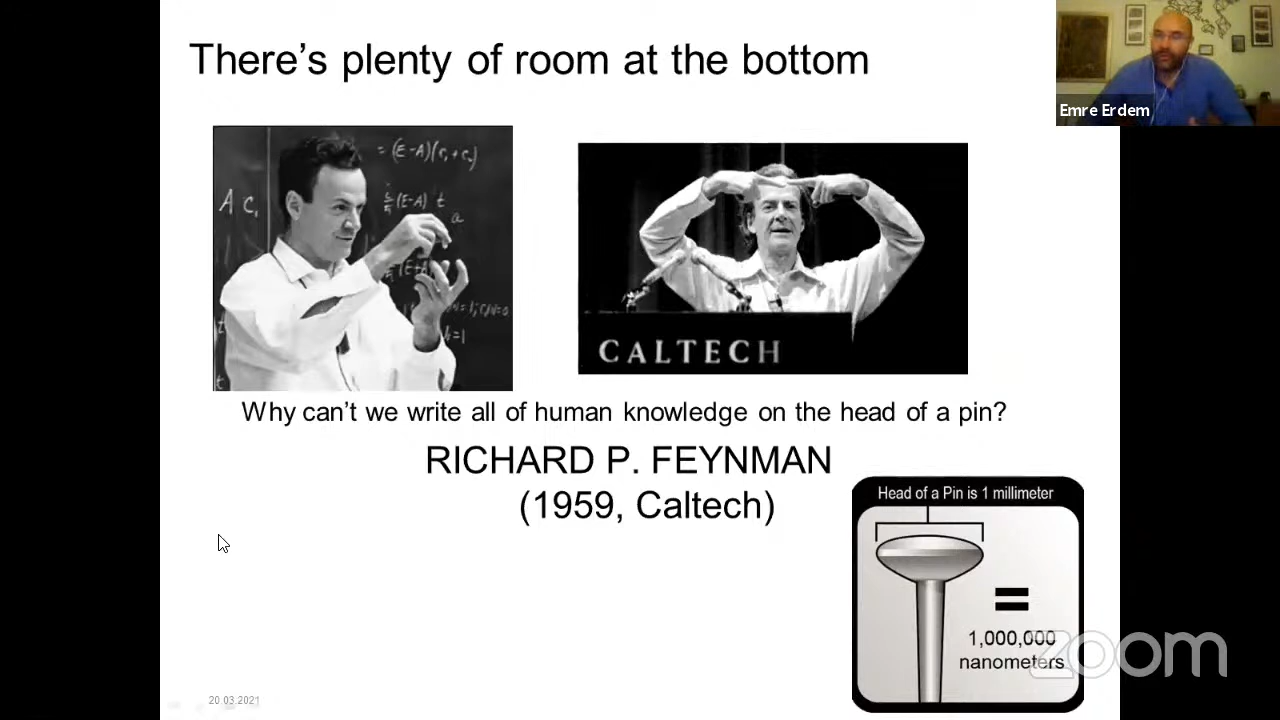 There's plenty of room at the bottom
Emre Erdem
= (E-A)(
A C₁
(E-A) t
a
CALTECH
Why can't we write all of human knowledge on the head of a pin?
RICHARD P. FEYNMAN
(1959, Caltech)
Head of a Pin is 1 millimeter
=
1,000,000
nanometers
zoom
20.03.2021